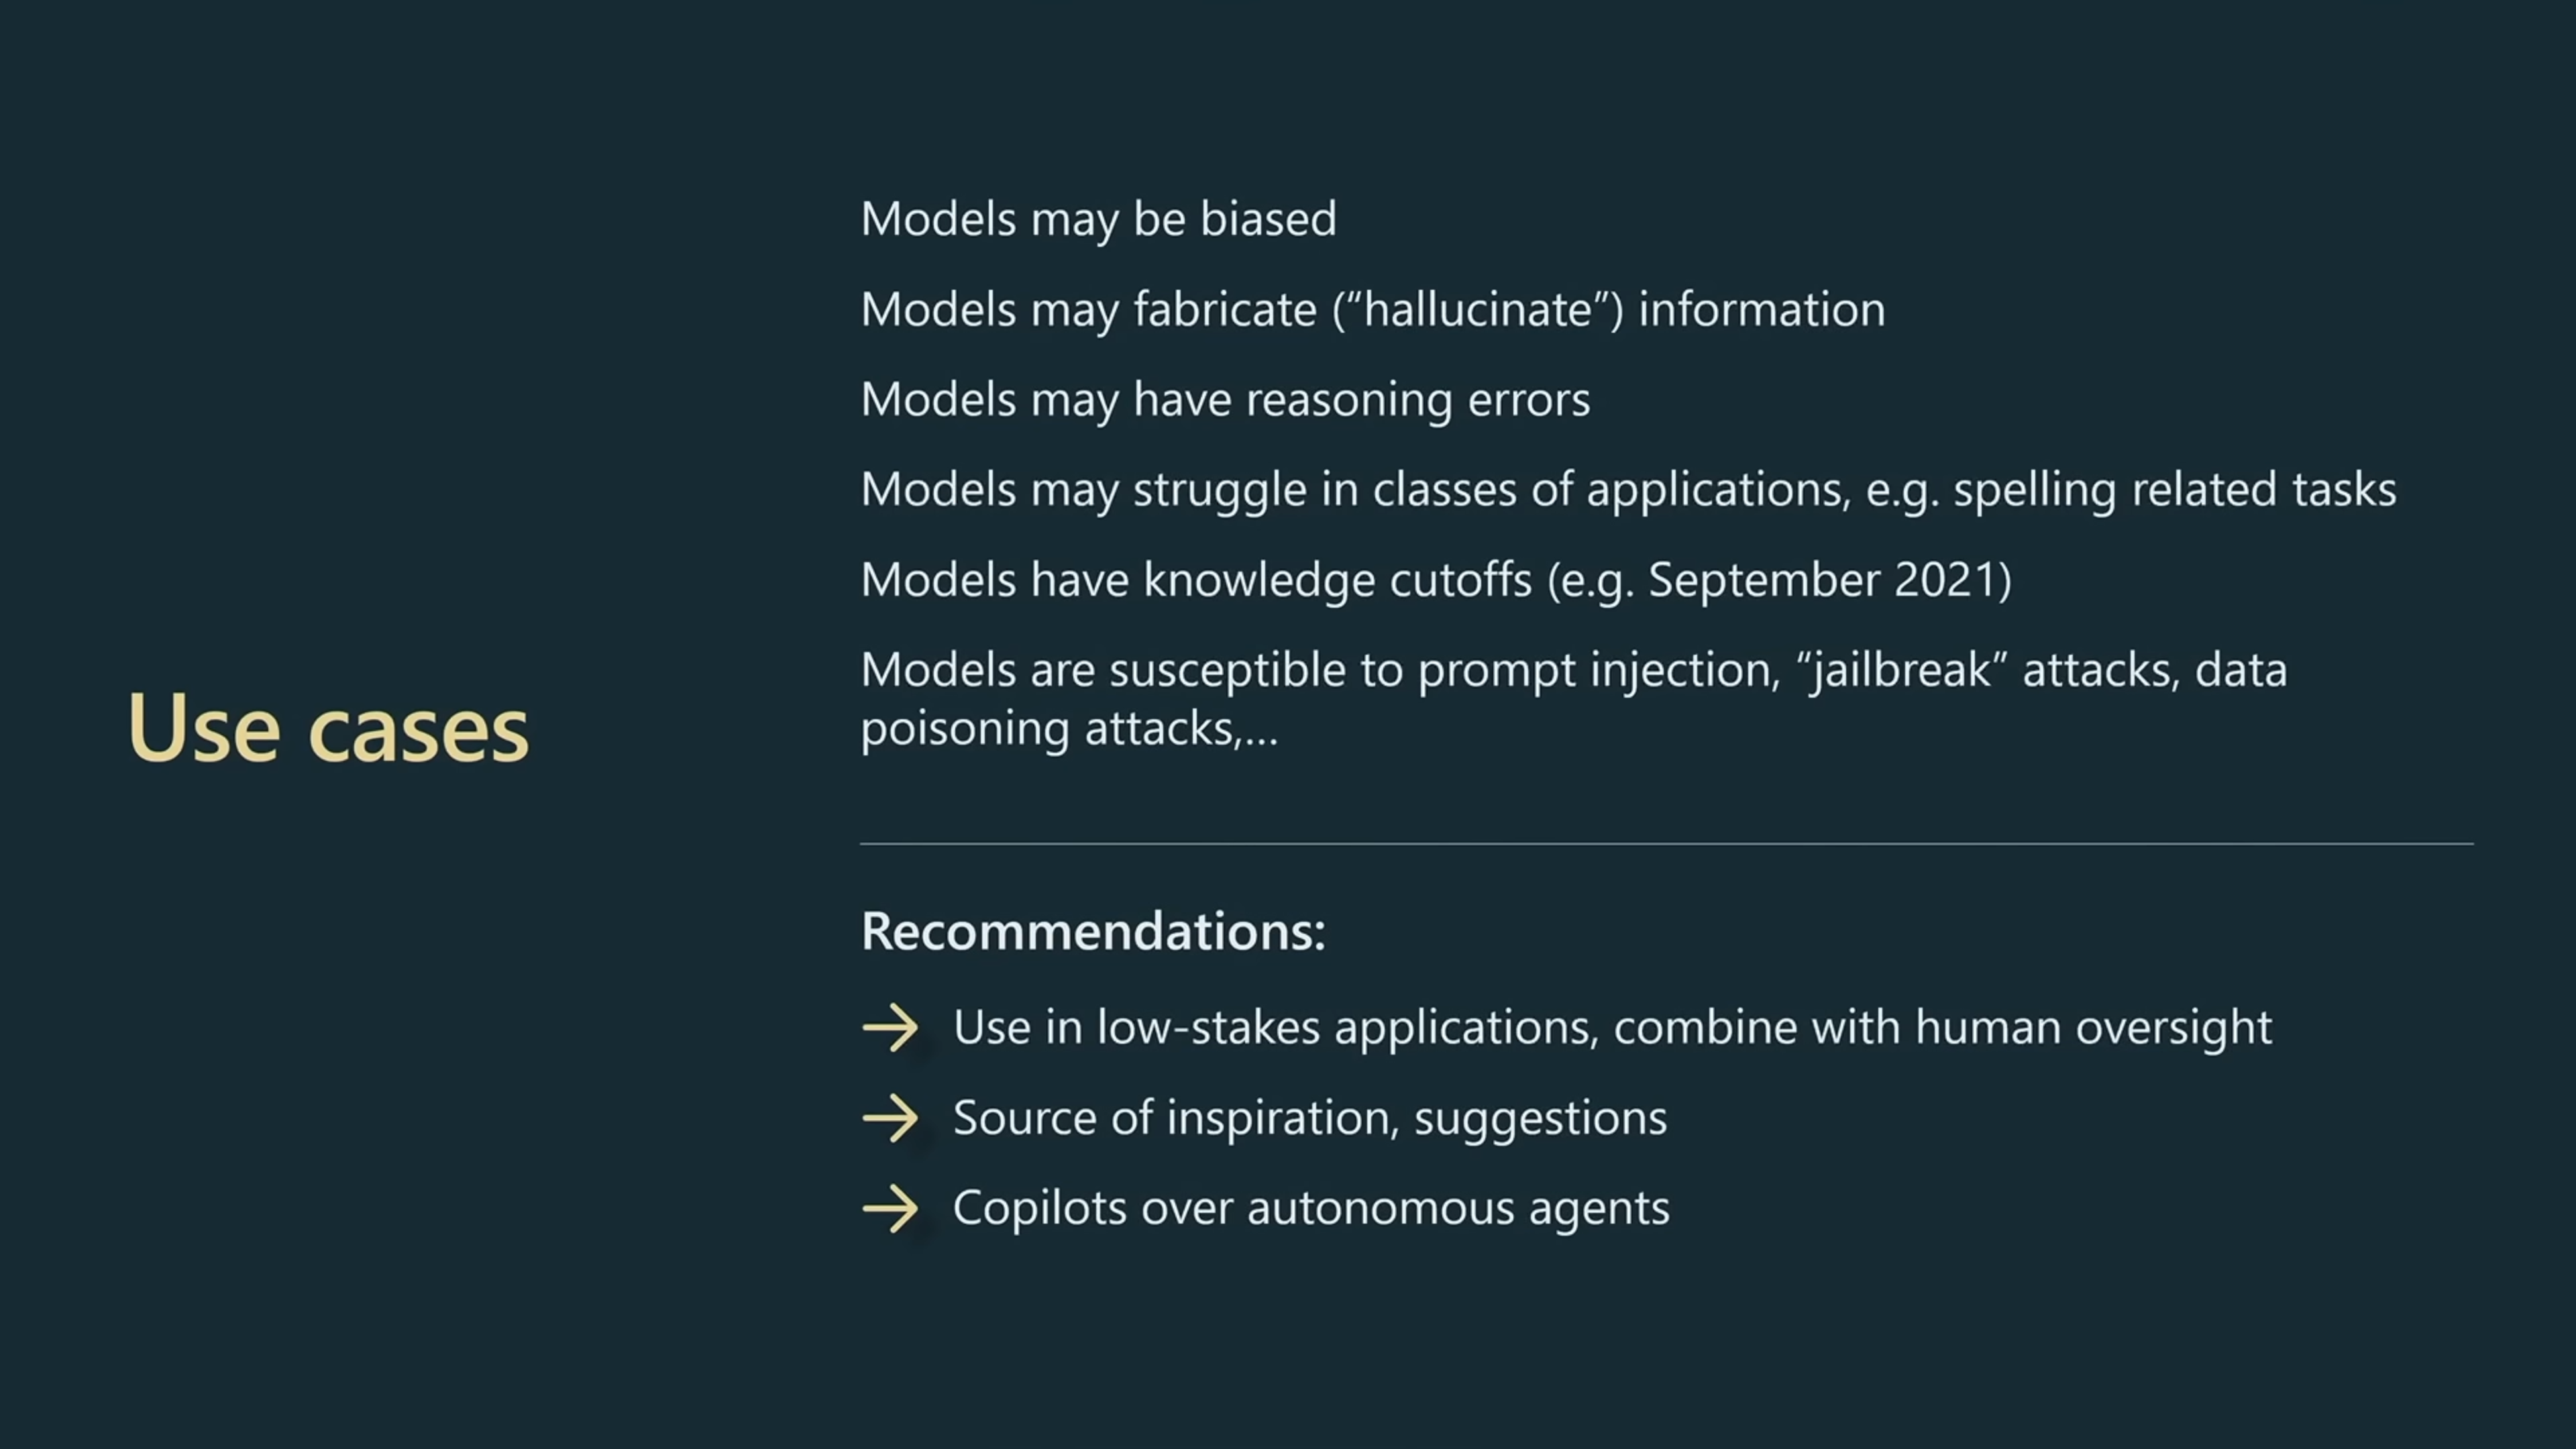 Use cases
Models may be biased
Models may fabricate (“hallucinate”) information
Models may have reasoning errors
Models may struggle in classes of applications, e.g. spelling related tasks
Models have knowledge cutoffs (e.g. September 2021)
Models are susceptible to prompt injection, “jailbreak” attacks, data
poisoning attacks,...
Recommendations:
→ Use in low-stakes applications, combine with human oversight
→ Source of inspiration, suggestions
→ Copilots over autonomous agents